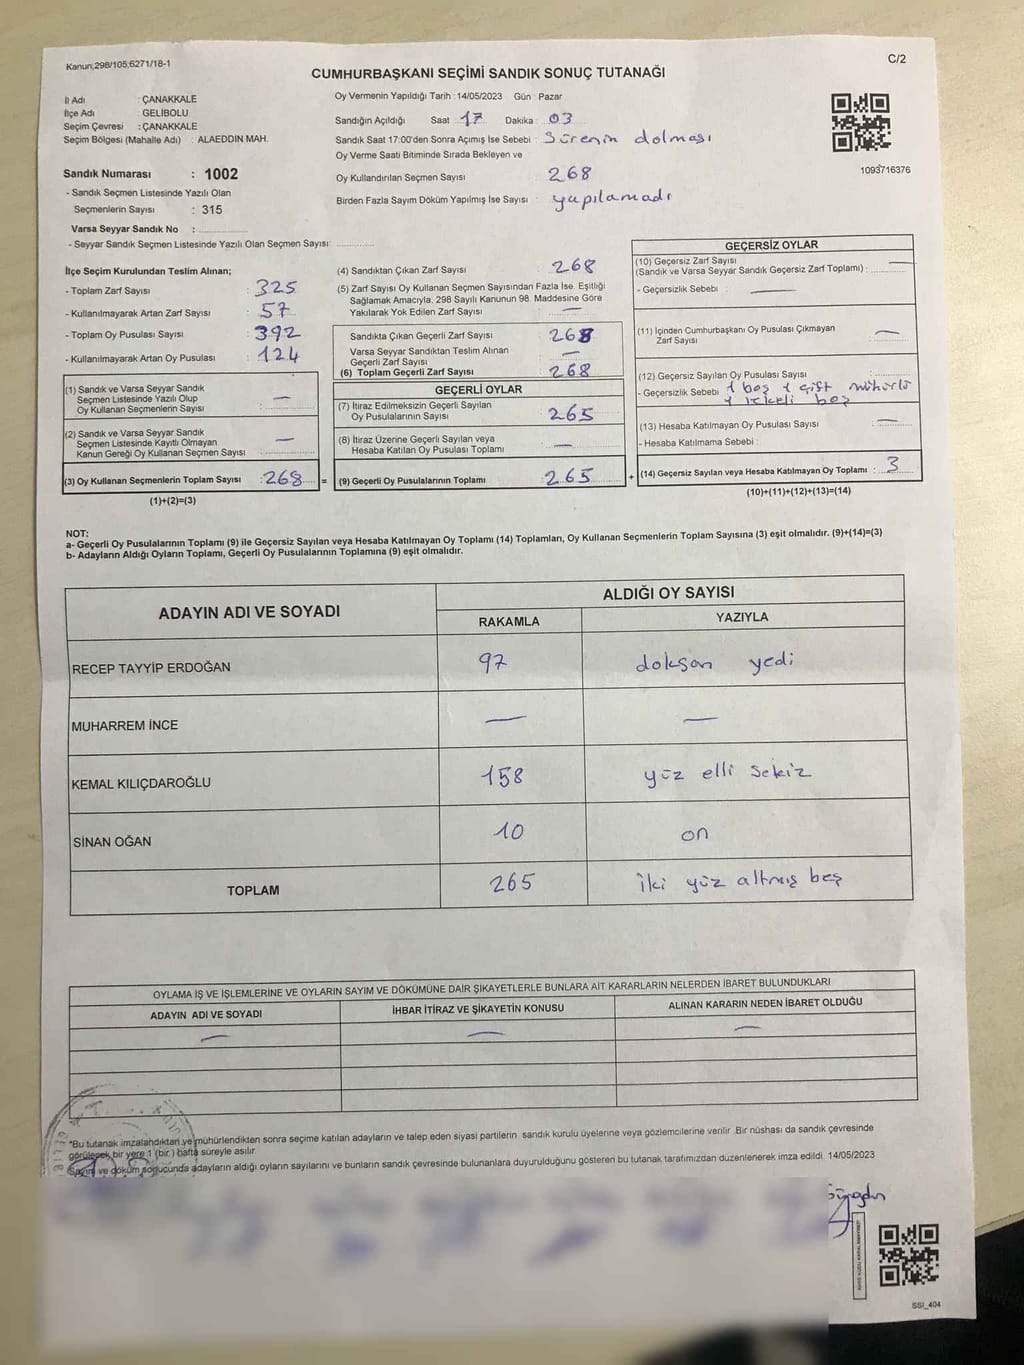 Kanun,298/105,6271/18-1
C/2
CUMHURBAŞKANI SEÇİMİ SANDIK SONUÇ TUTANAĞI
İl Adı : ÇANAKKALE
İlçe Adı : GELİBOLU
Seçim Çevresi : ÇANAKKALE
Seçim Bölgesi (Mahalle Adı) : ALAEDDIN MAH.
Sandık Numarası : 1002
- Sandık Seçmen Listesinde Yazılı Olan
Seçmenlerin Sayısı : 315
Varsa Seyyar Sandık No :
- Seyyar Sandık Seçmen Listesinde Yazılı Olan Seçmen Sayısı
Oy Vermenin Yapıldığı Tarih : 14/05/2023 Gün : Pazar
Sandığın Açıldığı Saat 17 Dakika : 03
Sandık Saat 17:00'den Sonra Açımış İse Sebebi : Sürenin dolması
Oy Verme Saati Bitiminde Sırada Bekleyen ve
Oy Kullandırılan Seçmen Sayısı : 268
Birden Fazla Sayım Döküm Yapılmış İse Sayısı : yapılamadı
1093716376
İlçe Seçim Kurulundan Teslim Alınan;
- Toplam Zarf Sayısı : 325
- Kullanılmayarak Artan Zarf Sayısı : 57
- Toplam Oy Pusulası Sayısı : 392
- Kullanılmayarak Artan Oy Pusulası : 124
(1) Sandık ve Varsa Seyyar Sandık
Seçmen Listesinde Yazılı Olup
Oy Kullanan Seçmenlerin Sayısı : —
(2) Sandık ve Varsa Seyyar Sandık
Seçmen Listesinde Kayıtlı Olmayan
Kanun Gereği Oy Kullanan Seçmen Sayısı : —
(3) Oy Kullanan Seçmenlerin Toplam Sayısı : 268 =
(1)+(2)=(3)
(4) Sandıktan Çıkan Zarf Sayısı : 268
(5) Zarf Sayısı Oy Kullanan Seçmen Sayısından Fazla İse. Eşitliği
Sağlamak Amacıyla, 298 Sayılı Kanunun 98. Maddesine Göre
Yakılarak Yok Edilen Zarf Sayısı : —
Sandıkta Çıkan Geçerli Zarf Sayısı : 268
Varsa Seyyar Sandıktan Teslim Alınan
Geçerli Zarf Sayısı —
(6) Toplam Geçerli Zarf Sayısı : 268
GEÇERLİ OYLAR
(7) İtiraz Edilmeksizin Geçerli Sayılan
Oy Pusulalarının Sayısı : 265
(8) İtiraz Üzerine Geçerli Sayılan veya
Hesaba Katılan Oy Pusulası Toplamı : —
(9) Geçerli Oy Pusulalarının Toplamı : 265 +
GEÇERSİZ OYLAR
(10) Geçersiz Zarf Sayısı —
(Sandık ve Varsa Seyyar Sandık Geçersiz Zarf Toplamı) :
- Geçersizlik Sebebi : —
(11) İçinden Cumhurbaşkanı Oy Pusulası Çıkmayan
Zarf Sayısı : —
(12) Geçersiz Sayılan Oy Pusulası Sayısı :
- Geçersizlik Sebebi : 1 boş 1 çift mühürlü
1 boş
(13) Hesaba Katılmayan Oy Pusulası Sayısı : —
- Hesaba Katılmama Sebebi :
(14) Geçersiz Sayılan veya Hesaba Katılmayan Oy Toplamı : 3
(10)+(11)+(12)+(13)=(14)
NOT:
a- Geçerli Oy Pusulalarının Toplamı (9) ile Geçersiz Sayılan veya Hesaba Katılmayan Oy Toplamı (14) Toplamları, Oy Kullanan Seçmenlerin Toplam Sayısına (3) eşit olmalıdır. (9)+(14)=(3)
b- Adayların Aldığı Oyların Toplamı, Geçerli Oy Pusulalarının Toplamına (9) eşit olmalıdır.
ADAYIN ADI VE SOYADI
ALDIĞI OY SAYISI
RAKAMLA YAZIYLA
RECEP TAYYİP ERDOĞAN 97 doksan yedi
MUHARREM İNCE — —
KEMAL KILIÇDAROĞLU 158 yüz elli sekiz
SİNAN OĞAN 10 on
TOPLAM 265 iki yüz altmış beş
OYLAMA İŞ VE İŞLEMLERİNE VE OYLARIN SAYIM VE DÖKÜMÜNE DAİR ŞİKAYETLERLE BUNLARA AİT KARARLARIN NELERDEN İBARET BULUNDUKLARI
ADAYIN ADI VE SOYADI İHBAR İTİRAZ VE ŞİKAYETİN KONUSU ALINAN KARARIN NEDEN İBARET OLDUĞU
— — —
*Bu tutanak imzalandıktan ve mühürlendikten sonra seçime katılan adayların ve talep eden siyasi partilerin sandık kurulu üyelerine veya gözlemcilerine verilir .Bir nüshası da sandık çevresinde
görülecek bir yere 1 (bir ) hafta süreyle asılır.
Sayım ve döküm sonucunda adayların aldığı oyların sayılarını ve bunların sandık çevresinde bulunanlara duyurulduğunu gösteren bu tutanak tarafımızdan düzenlenerek imza edildi. 14/05/2023
SSI_404